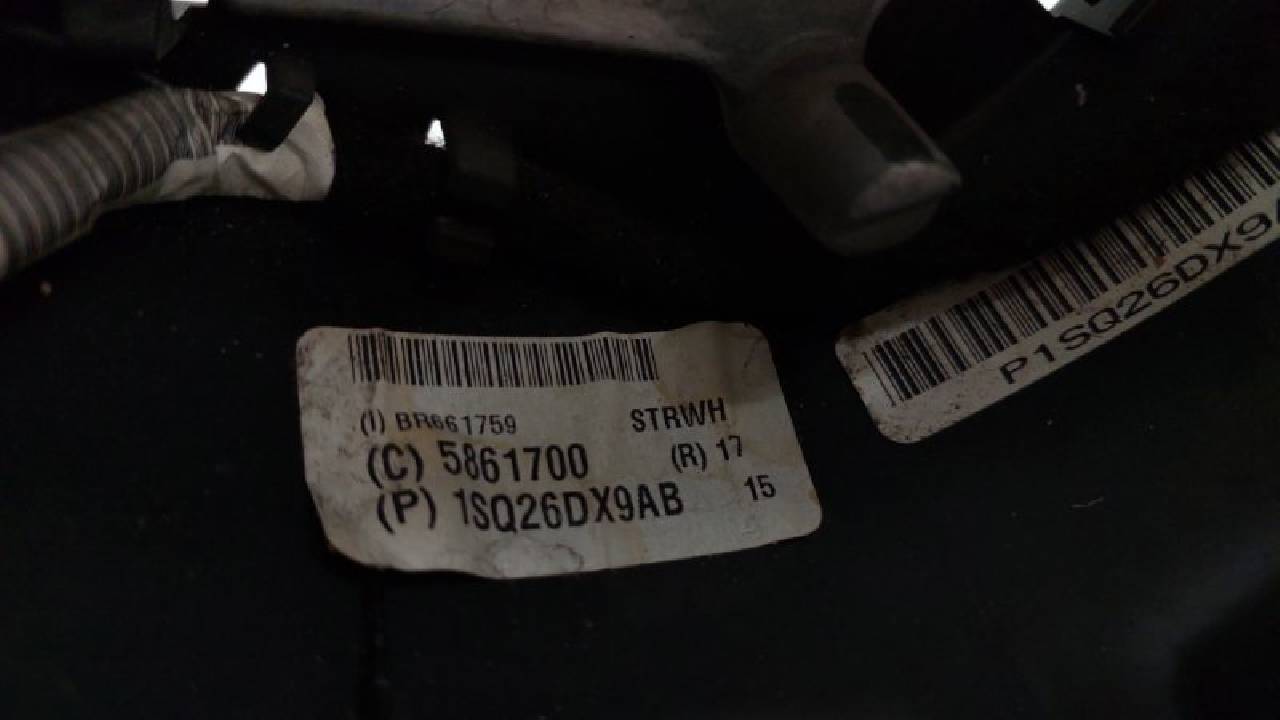 (I) BR661759 STRWH
(C) 5861700 (R) 17
(P) 1SQ26DX9AB 15
P1SQ26DX9